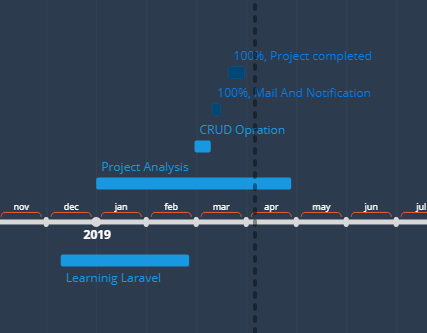 100%, Project completed
100%, Mail And Notification
CRUD Opration
Project Analysis
nov dec jan feb mar apr may jun jul
2019
Learninig Laravel